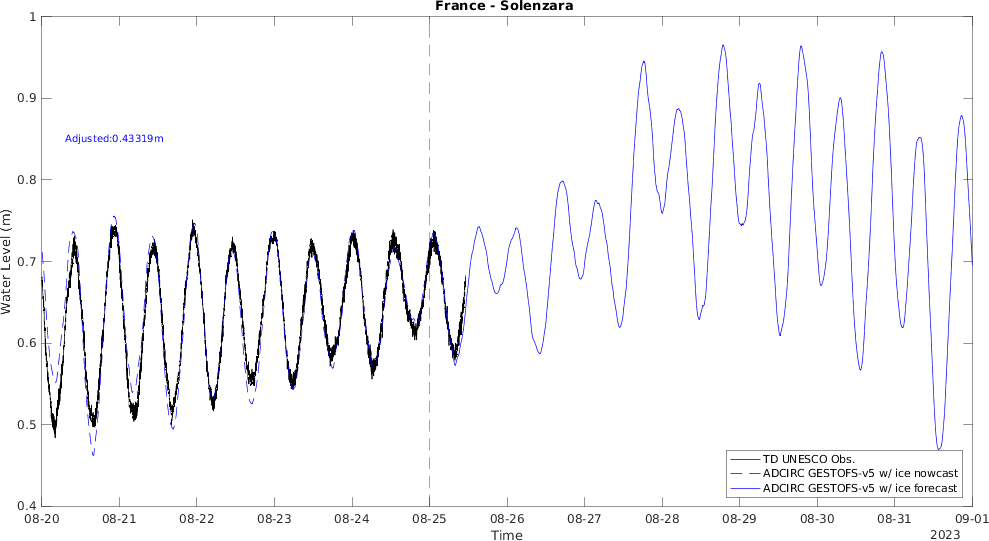 France - Solenzara
1
0.9
0.8
0.7
0.6
0.5
0.4
Water Level (m)
Adjusted:0.43319m
TD UNESCO Obs.
ADCIRC GESTOFS-v5 w/ ice nowcast
ADCIRC GESTOFS-v5 w/ ice forecast
08-20 08-21 08-22 08-23 08-24 08-25 08-26 08-27 08-28 08-29 08-30 08-31 09-01
Time
2023